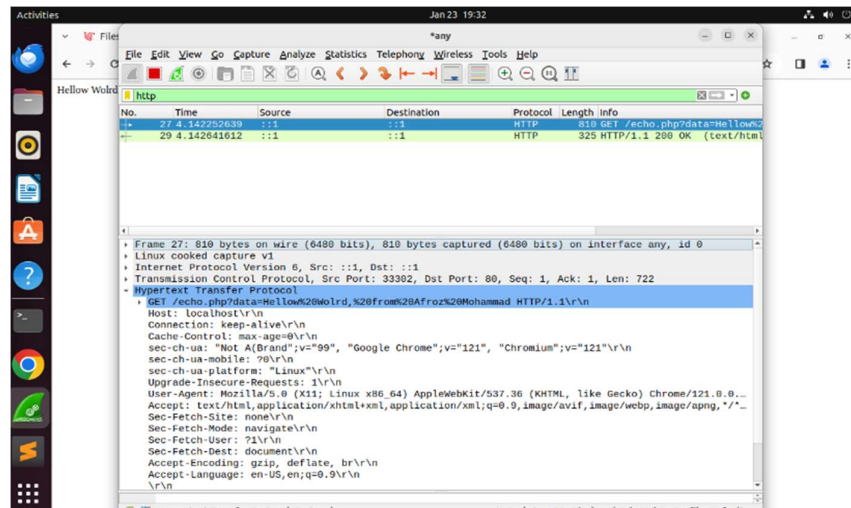 Activities
Jan 23 19:32
Files
*any
File Edit View Go Capture Analyze Statistics Telephony Wireless Tools Help
Hellow Wolrd
http
No. Time Source Destination Protocol Length Info
27 4.142252639 ::1 ::1 HTTP 810 GET /echo.php?data=Hellow%2
29 4.142641612 ::1 ::1 HTTP 325 HTTP/1.1 200 OK (text/html
Frame 27: 810 bytes on wire (6480 bits), 810 bytes captured (6480 bits) on interface any, id 0
Linux cooked capture v1
Internet Protocol Version 6, Src: ::1, Dst: ::1
Transmission Control Protocol, Src Port: 33302, Dst Port: 80, Seq: 1, Ack: 1, Len: 722
Hypertext Transfer Protocol
GET /echo.php?data=Hellow%20Wolrd,%20from%20Afroz%20Mohammad HTTP/1.1\r\n
Host: localhost\r\n
Connection: keep-alive\r\n
Cache-Control: max-age=0\r\n
sec-ch-ua: "Not A(Brand";v="99", "Google Chrome";v="121", "Chromium";v="121"\r\n
sec-ch-ua-mobile: ?0\r\n
sec-ch-ua-platform: "Linux"\r\n
Upgrade-Insecure-Requests: 1\r\n
User-Agent: Mozilla/5.0 (X11; Linux x86_64) AppleWebKit/537.36 (KHTML, like Gecko) Chrome/121.0.0…
Accept: text/html,application/xhtml+xml,application/xml;q=0.9,image/avif,image/webp,image/apng,*/*…
Sec-Fetch-Site: none\r\n
Sec-Fetch-Mode: navigate\r\n
Sec-Fetch-User: ?1\r\n
Sec-Fetch-Dest: document\r\n
Accept-Encoding: gzip, deflate, br\r\n
Accept-Language: en-US,en;q=0.9\r\n
\r\n